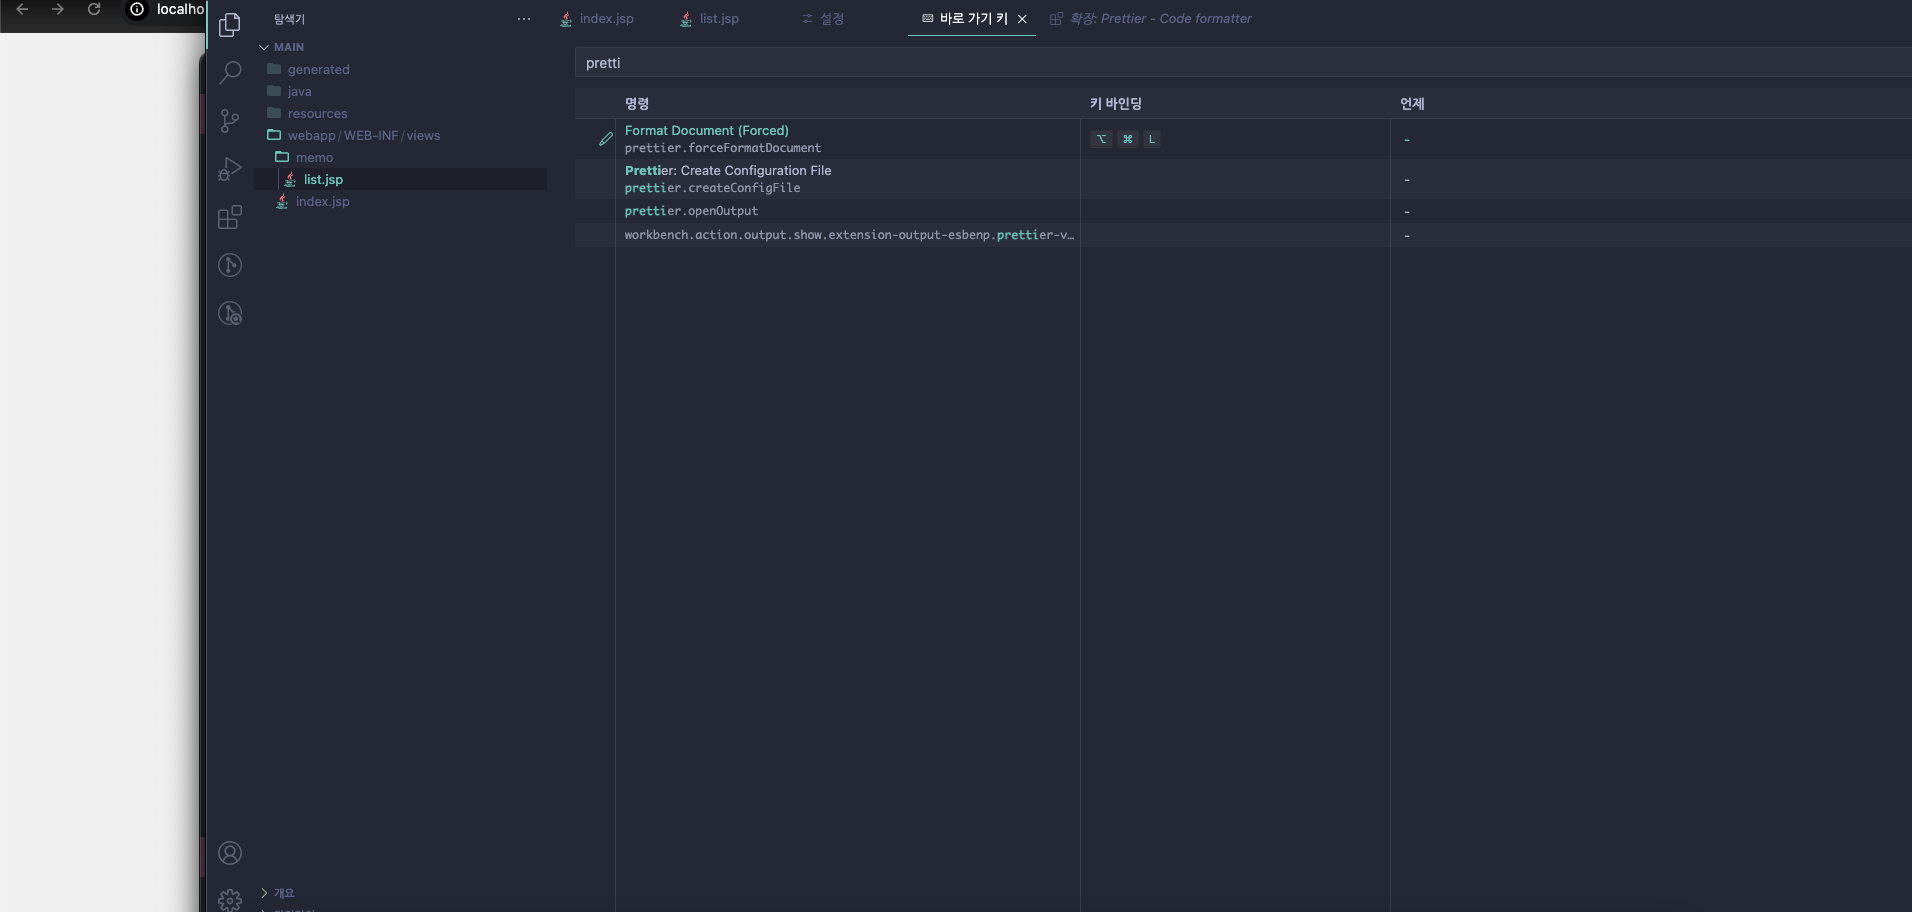 localho
탐색기
MAIN
generated
java
resources
webapp/WEB-INF/views
memo
list.jsp
index.jsp
개요
index.jsp
list.jsp
설정
바로 가기 키
확장: Prettier - Code formatter
pretti
명령
키 바인딩
언제
Format Document (Forced)
prettier.forceFormatDocument
⌥ ⌘ L
-
Prettier: Create Configuration File
prettier.createConfigFile
-
prettier.openOutput
-
workbench.action.output.show.extension-output-esbenp.prettier-v…
-